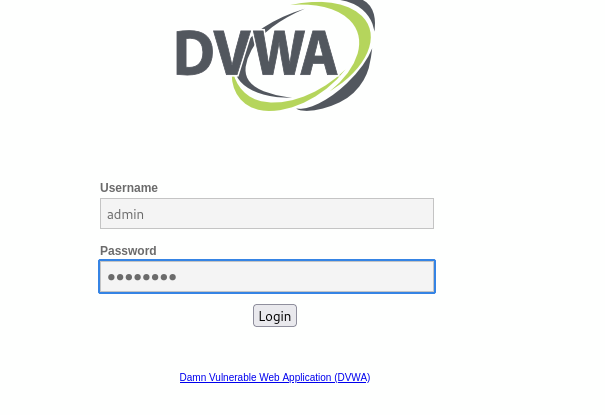 DVWA
Username
admin
Password
••••••••
Login
Damn Vulnerable Web Application (DVWA)